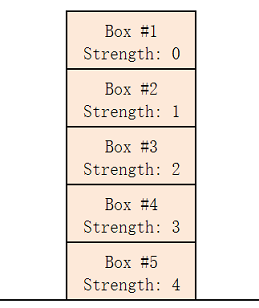 Box #1
Strength: 0
Box #2
Strength: 1
Box #3
Strength: 2
Box #4
Strength: 3
Box #5
Strength: 4